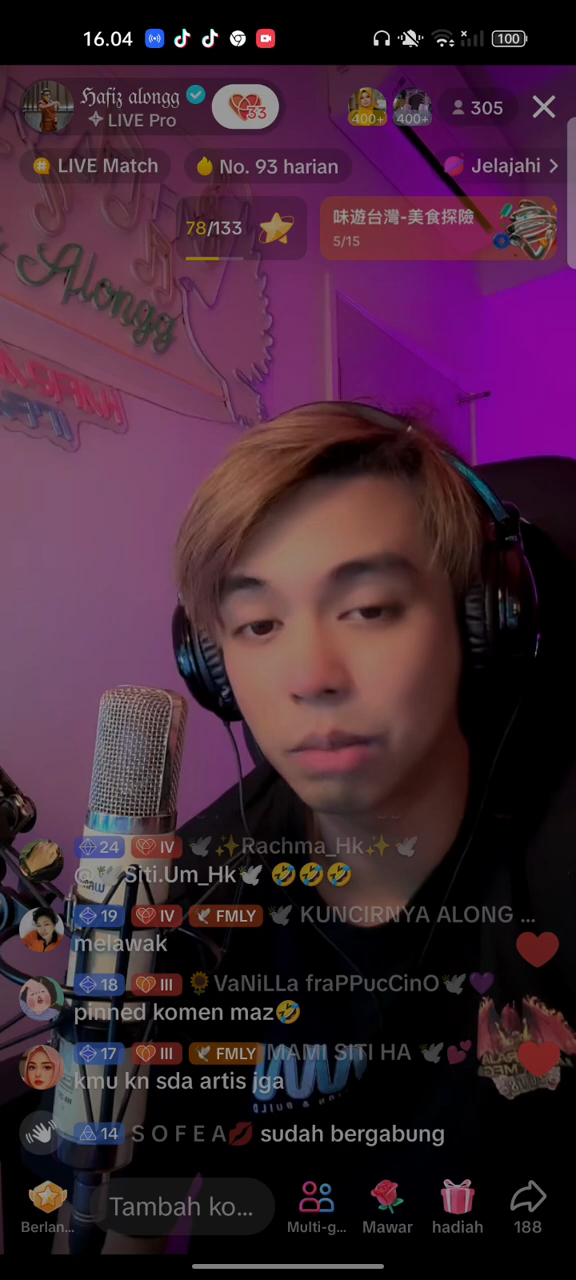 16.04
100
Hafiz alongg
LIVE Pro
33
400+
400+
305
LIVE Match
No. 93 harian
Jelajahi
78/133
味遊台灣-美食探險
5/15
Alongg
24 IV 🕊✨Rachma_Hk✨🕊
@🕊Siti.Um_Hk🕊 🤣🤣🤣
19 IV FMLY 🕊 KUNCIRNYA ALONG ...
melawak
18 III 🌻VaNiLLa fraPPucCinO🕊💜
pinned komen maz🤣
17 III FMLY MAMI SITI HA 🕊💕
kmu kn sda artis jga
14 S O F E A💋 sudah bergabung
Berlan...
Tambah ko...
Multi-g...
Mawar
hadiah
188